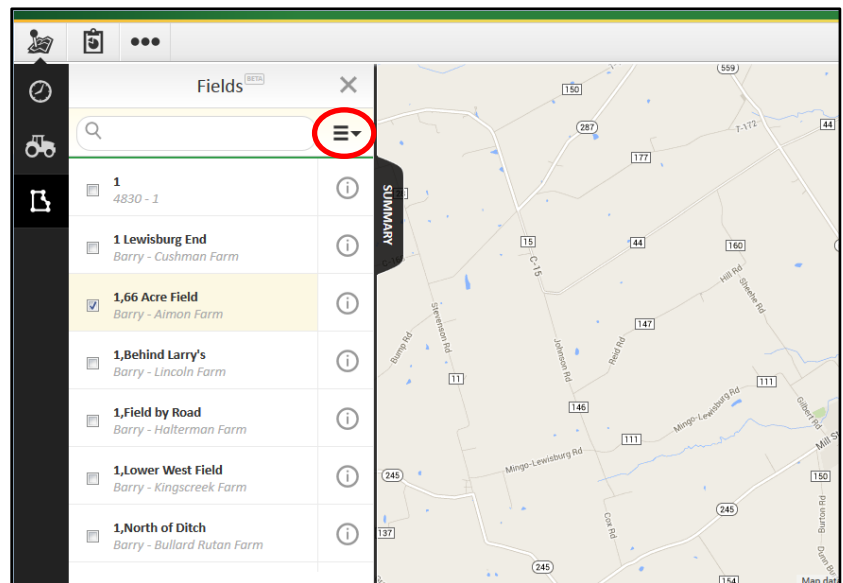 Fields BETA
1
4830 - 1
1 Lewisburg End
Barry - Cushman Farm
1,66 Acre Field
Barry - Aimon Farm
1,Behind Larry's
Barry - Lincoln Farm
1,Field by Road
Barry - Halterman Farm
1,Lower West Field
Barry - Kingscreek Farm
1,North of Ditch
Barry - Bullard Rutan Farm
SUMMARY
559
150
287
T-172
44
177
15
44
160
C-15
Hill Rd
Sheehe Rd
Stevenson Rd
147
Bump Rd
Johnson Rd
Reid Rd
11
111
146
Mingo-Lewisburg Rd
Gilbert Rd
111
Mill St
Mingo-Lewisburg Rd
245
150
245
Burton Rd
Cox Rd
137
245
154
Map data